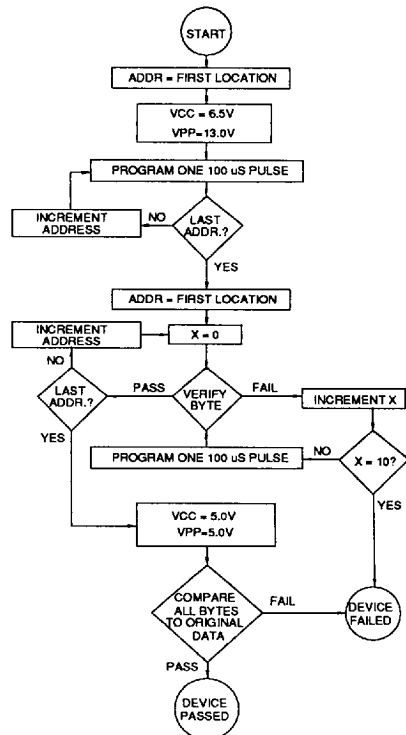 START
ADDR = FIRST LOCATION
VCC = 6.5V
VPP=13.0V
PROGRAM ONE 100 uS PULSE
INCREMENT
ADDRESS
NO
LAST
ADDR.?
YES
ADDR = FIRST LOCATION
INCREMENT
ADDRESS
X = 0
NO
LAST
ADDR.?
PASS
VERIFY
BYTE
FAIL
INCREMENT X
YES
PROGRAM ONE 100 uS PULSE
NO
X = 10?
YES
VCC = 5.0V
VPP=5.0V
COMPARE
ALL BYTES
TO ORIGINAL
DATA
FAIL
DEVICE
FAILED
PASS
DEVICE
PASSED